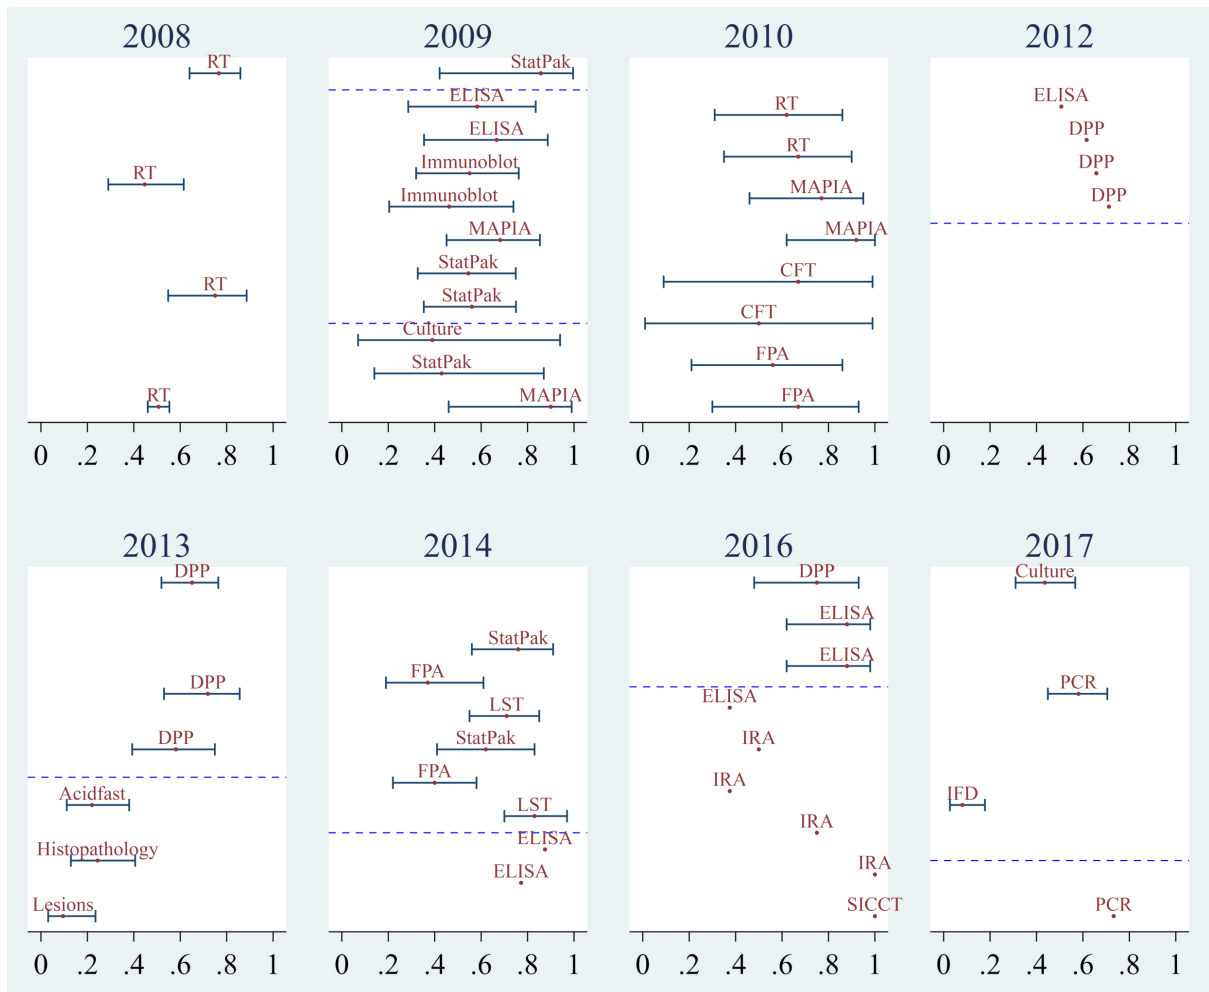 2008
RT
RT
RT
RT
0 .2 .4 .6 .8 1
2009
StatPak
ELISA
ELISA
Immunoblot
Immunoblot
MAPIA
StatPak
StatPak
Culture
StatPak
MAPIA
0 .2 .4 .6 .8 1
2010
RT
RT
MAPIA
MAPIA
CFT
CFT
FPA
FPA
0 .2 .4 .6 .8 1
2012
ELISA
DPP
DPP
DPP
0 .2 .4 .6 .8 1
2013
DPP
DPP
DPP
Acidfast
Histopathology
Lesions
0 .2 .4 .6 .8 1
2014
StatPak
FPA
LST
StatPak
FPA
LST
ELISA
ELISA
0 .2 .4 .6 .8 1
2016
DPP
ELISA
ELISA
ELISA
IRA
IRA
IRA
IRA
SICCT
0 .2 .4 .6 .8 1
2017
Culture
PCR
IFD
PCR
0 .2 .4 .6 .8 1